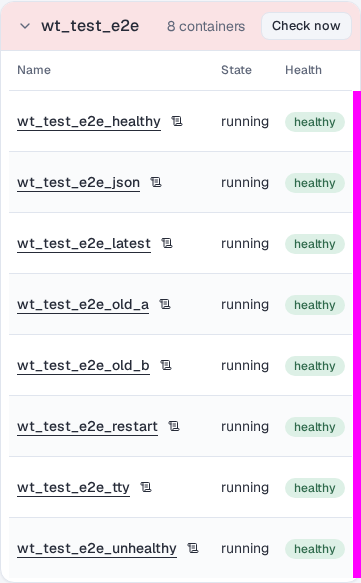 wt_test_e2e 8 containers Check now
Name State Health
wt_test_e2e_healthy running healthy
wt_test_e2e_json running healthy
wt_test_e2e_latest running healthy
wt_test_e2e_old_a running healthy
wt_test_e2e_old_b running healthy
wt_test_e2e_restart running healthy
wt_test_e2e_tty running healthy
wt_test_e2e_unhealthy running healthy